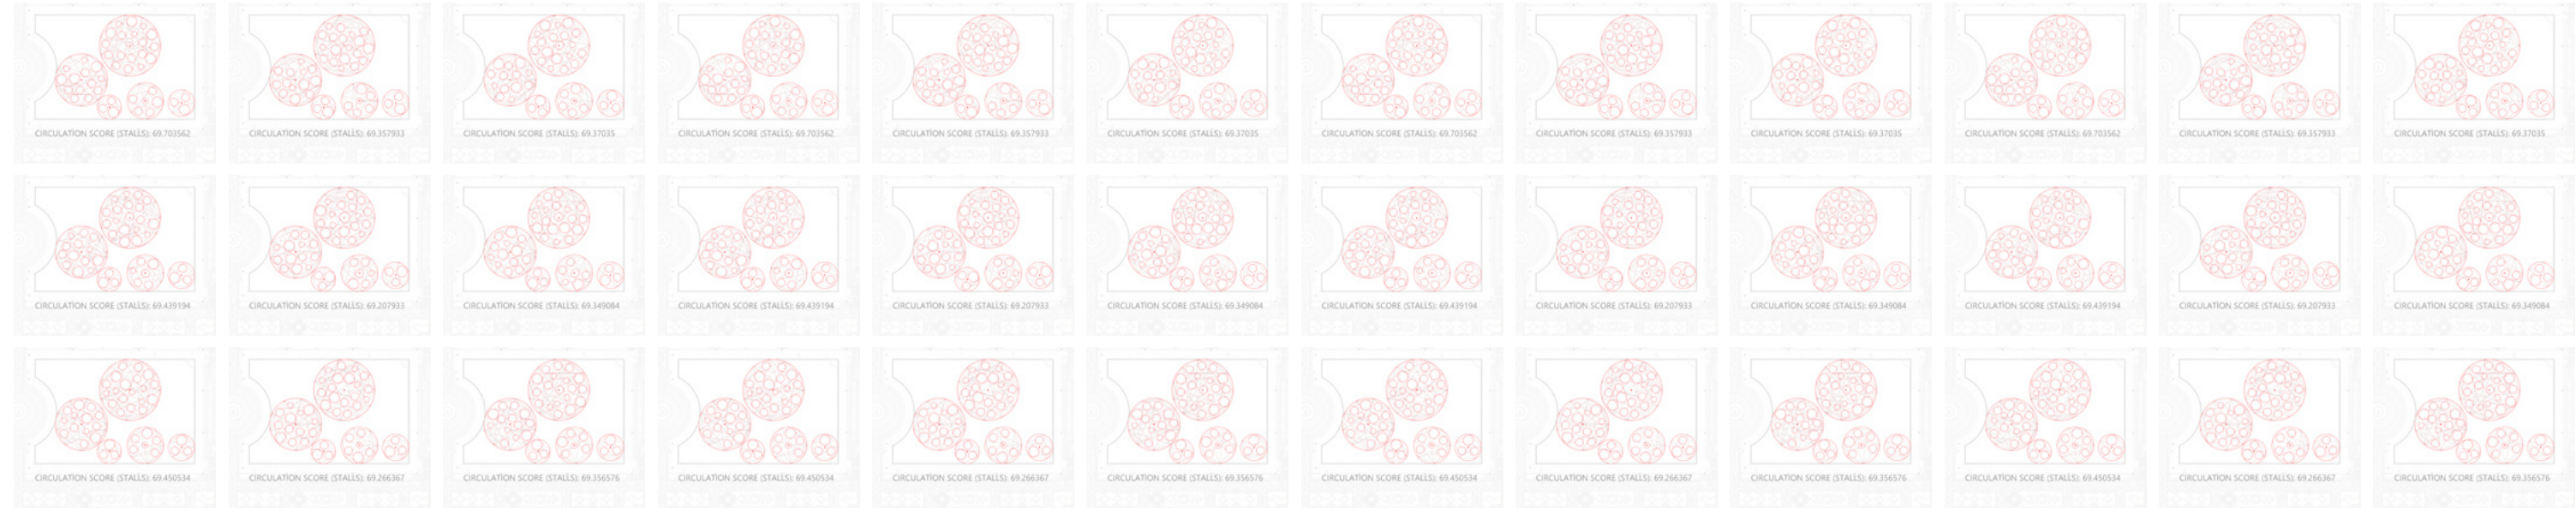 CIRCULATION SCORE (STALLS): 69.703562
CIRCULATION SCORE (STALLS): 69.357933
CIRCULATION SCORE (STALLS): 69.37035
CIRCULATION SCORE (STALLS): 69.703562
CIRCULATION SCORE (STALLS): 69.357933
CIRCULATION SCORE (STALLS): 69.37035
CIRCULATION SCORE (STALLS): 69.703562
CIRCULATION SCORE (STALLS): 69.357933
CIRCULATION SCORE (STALLS): 69.37035
CIRCULATION SCORE (STALLS): 69.703562
CIRCULATION SCORE (STALLS): 69.357933
CIRCULATION SCORE (STALLS): 69.37035
CIRCULATION SCORE (STALLS): 69.439194
CIRCULATION SCORE (STALLS): 69.207933
CIRCULATION SCORE (STALLS): 69.349084
CIRCULATION SCORE (STALLS): 69.439194
CIRCULATION SCORE (STALLS): 69.207933
CIRCULATION SCORE (STALLS): 69.349084
CIRCULATION SCORE (STALLS): 69.439194
CIRCULATION SCORE (STALLS): 69.207933
CIRCULATION SCORE (STALLS): 69.349084
CIRCULATION SCORE (STALLS): 69.439194
CIRCULATION SCORE (STALLS): 69.207933
CIRCULATION SCORE (STALLS): 69.349084
CIRCULATION SCORE (STALLS): 69.450534
CIRCULATION SCORE (STALLS): 69.266367
CIRCULATION SCORE (STALLS): 69.356576
CIRCULATION SCORE (STALLS): 69.450534
CIRCULATION SCORE (STALLS): 69.266367
CIRCULATION SCORE (STALLS): 69.356576
CIRCULATION SCORE (STALLS): 69.450534
CIRCULATION SCORE (STALLS): 69.266367
CIRCULATION SCORE (STALLS): 69.356576
CIRCULATION SCORE (STALLS): 69.450534
CIRCULATION SCORE (STALLS): 69.266367
CIRCULATION SCORE (STALLS): 69.356576